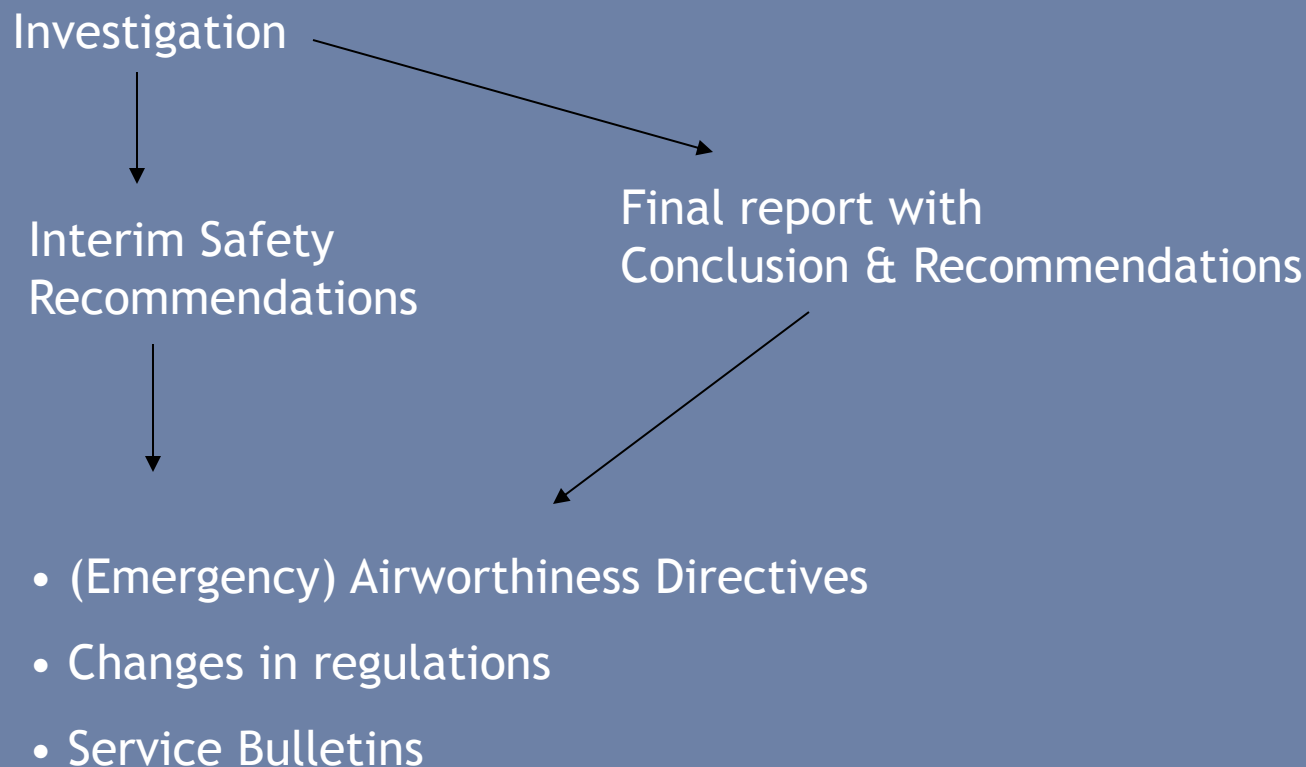 Investigation
Interim Safety
Recommendations
Final report with
Conclusion & Recommendations
• (Emergency) Airworthiness Directives
• Changes in regulations
• Service Bulletins